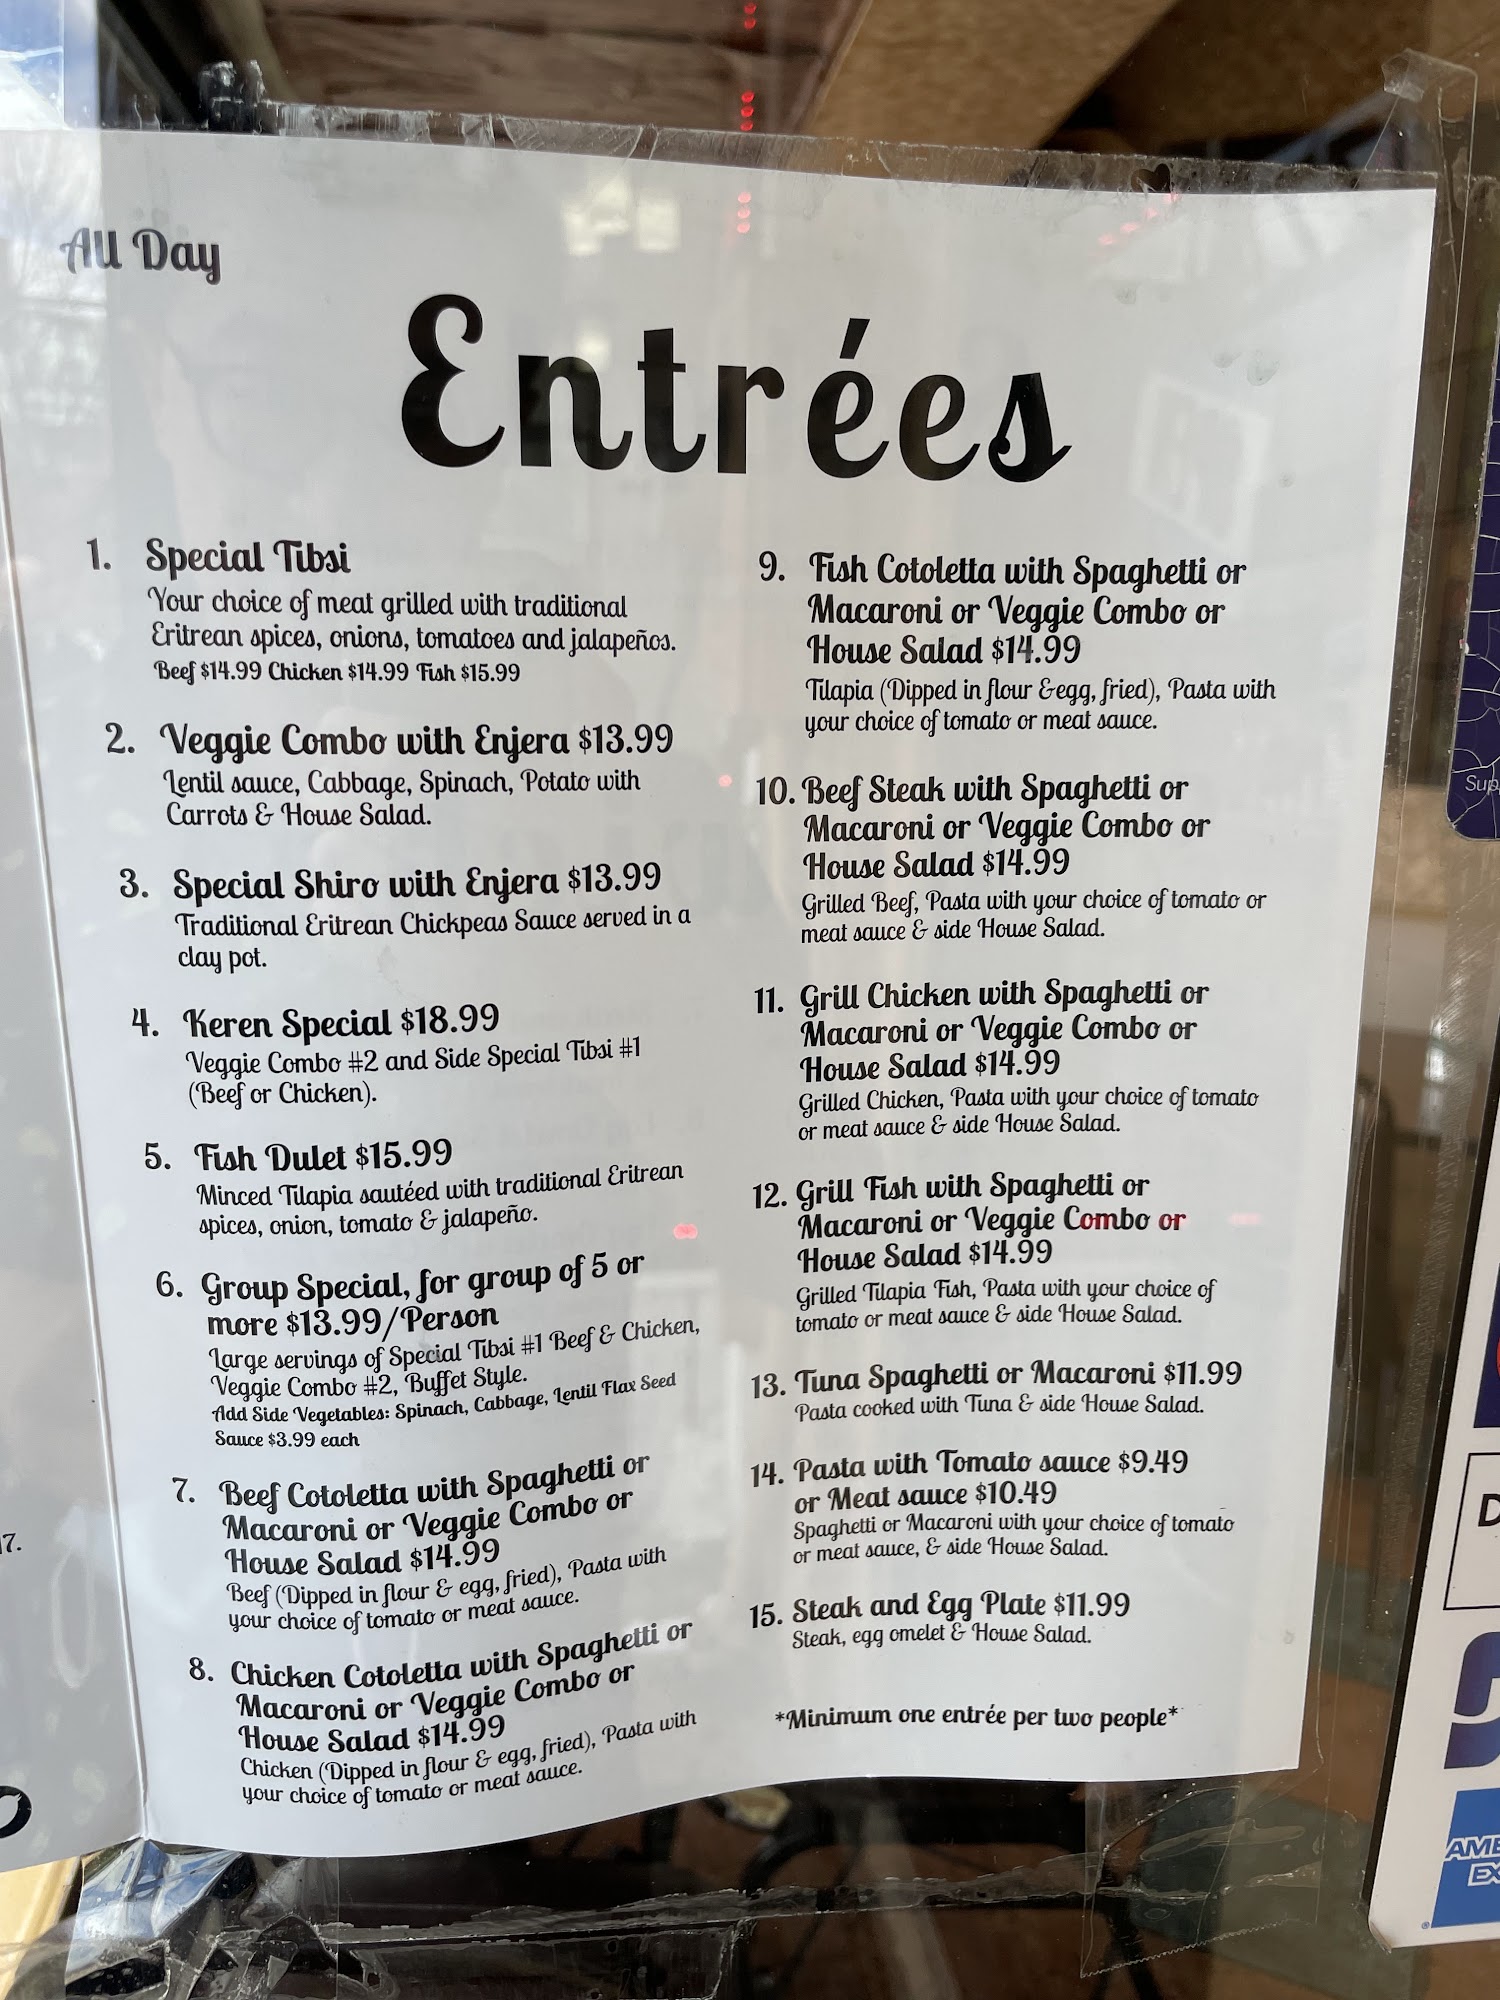 All Day
Entrées
1. Special Tibsi
Your choice of meat grilled with traditional
Eritrean spices, onions, tomatoes and jalapeños.
Beef $14.99 Chicken $14.99 Fish $15.99
2. Veggie Combo with Enjera $13.99
Lentil sauce, Cabbage, Spinach, Potato with
Carrots & House Salad.
3. Special Shiro with Enjera $13.99
Traditional Eritrean Chickpeas Sauce served in a
clay pot.
4. Keren Special $18.99
Veggie Combo #2 and Side Special Tibsi #1
(Beef or Chicken).
5. Fish Dulet $15.99
Minced Tilapia sautéed with traditional Eritrean
spices, onion, tomato & jalapeño.
6. Group Special, for group of 5 or
more $13.99/Person
Large servings of Special Tibsi #1 Beef & Chicken,
Veggie Combo #2, Buffet Style.
Add Side Vegetables: Spinach, Cabbage, Lentil Flax Seed
Sauce $3.99 each
7. Beef Cotoletta with Spaghetti or
Macaroni or Veggie Combo or
House Salad $14.99
Beef (Dipped in flour & egg, fried), Pasta with
your choice of tomato or meat sauce.
8. Chicken Cotoletta with Spaghetti or
Macaroni or Veggie Combo or
House Salad $14.99
Chicken (Dipped in flour & egg, fried), Pasta with
your choice of tomato or meat sauce.
9. Fish Cotoletta with Spaghetti or
Macaroni or Veggie Combo or
House Salad $14.99
Tilapia (Dipped in flour &egg, fried), Pasta with
your choice of tomato or meat sauce.
10. Beef Steak with Spaghetti or
Macaroni or Veggie Combo or
House Salad $14.99
Grilled Beef, Pasta with your choice of tomato or
meat sauce & side House Salad.
11. Grill Chicken with Spaghetti or
Macaroni or Veggie Combo or
House Salad $14.99
Grilled Chicken, Pasta with your choice of tomato
or meat sauce & side House Salad.
12. Grill Fish with Spaghetti or
Macaroni or Veggie Combo or
House Salad $14.99
Grilled Tilapia Fish, Pasta with your choice of
tomato or meat sauce & side House Salad.
13. Tuna Spaghetti or Macaroni $11.99
Pasta cooked with Tuna & side House Salad.
14. Pasta with Tomato sauce $9.49
or Meat sauce $10.49
Spaghetti or Macaroni with your choice of tomato
or meat sauce, & side House Salad.
15. Steak and Egg Plate $11.99
Steak, egg omelet & House Salad.
*Minimum one entrée per two people*
17.
Sup
D
AME
EX